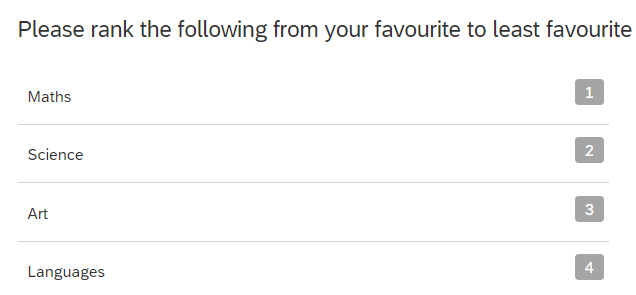 Please rank the following from your favourite to least favourite
Maths 1
Science 2
Art 3
Languages 4